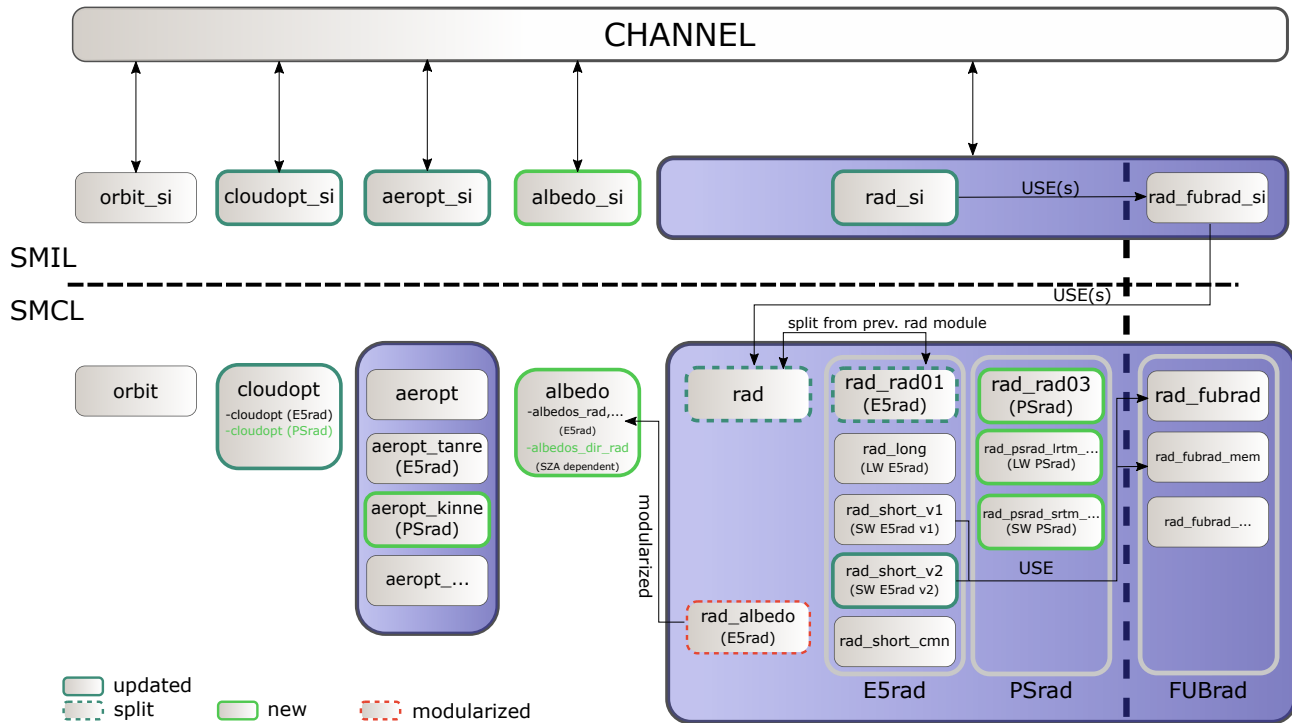 CHANNEL
orbit_si
cloudopt_si
aeropt_si
albedo_si
rad_si
USE(s)
rad_fubrad_si
SMIL
SMCL
USE(s)
split from prev. rad module
orbit
cloudopt
-cloudopt (E5rad)
-cloudopt (PSrad)
aeropt
aeropt_tanre
(E5rad)
aeropt_kinne
(PSrad)
aeropt_...
albedo
-albedos_rad,...
(E5rad)
-albedos_dir_rad
(SZA dependent)
modularized
rad
rad_albedo
(E5rad)
rad_rad01
(E5rad)
rad_long
(LW E5rad)
rad_short_v1
(SW E5rad v1)
rad_short_v2
(SW E5rad v2)
rad_short_cmn
E5rad
rad_rad03
(PSrad)
rad_psrad_lrtm_...
(LW PSrad)
rad_psrad_srtm_...
(SW PSrad)
USE
PSrad
rad_fubrad
rad_fubrad_mem
rad_fubrad_...
FUBrad
updated
split
new
modularized